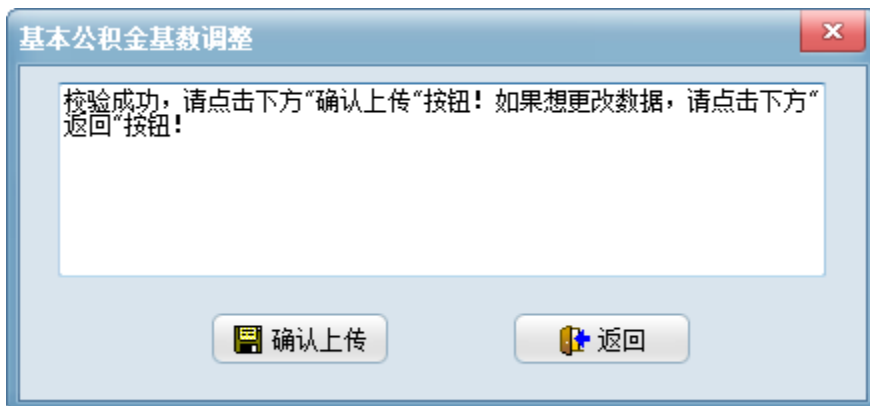 基本公积金基数调整
校验成功，请点击下方“确认上传“按钮！如果想更改数据，请点击下方“
返回“按钮！
确认上传
返回